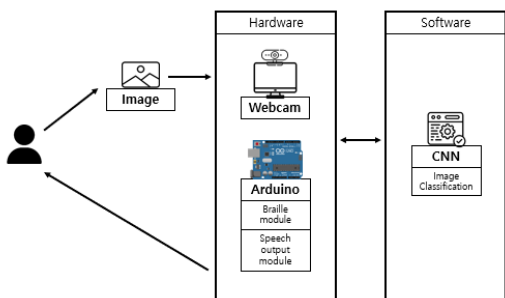 Hardware
Software
Image
Webcam
Arduino
Braille
module
Speech
output
module
CNN
Image
Classification